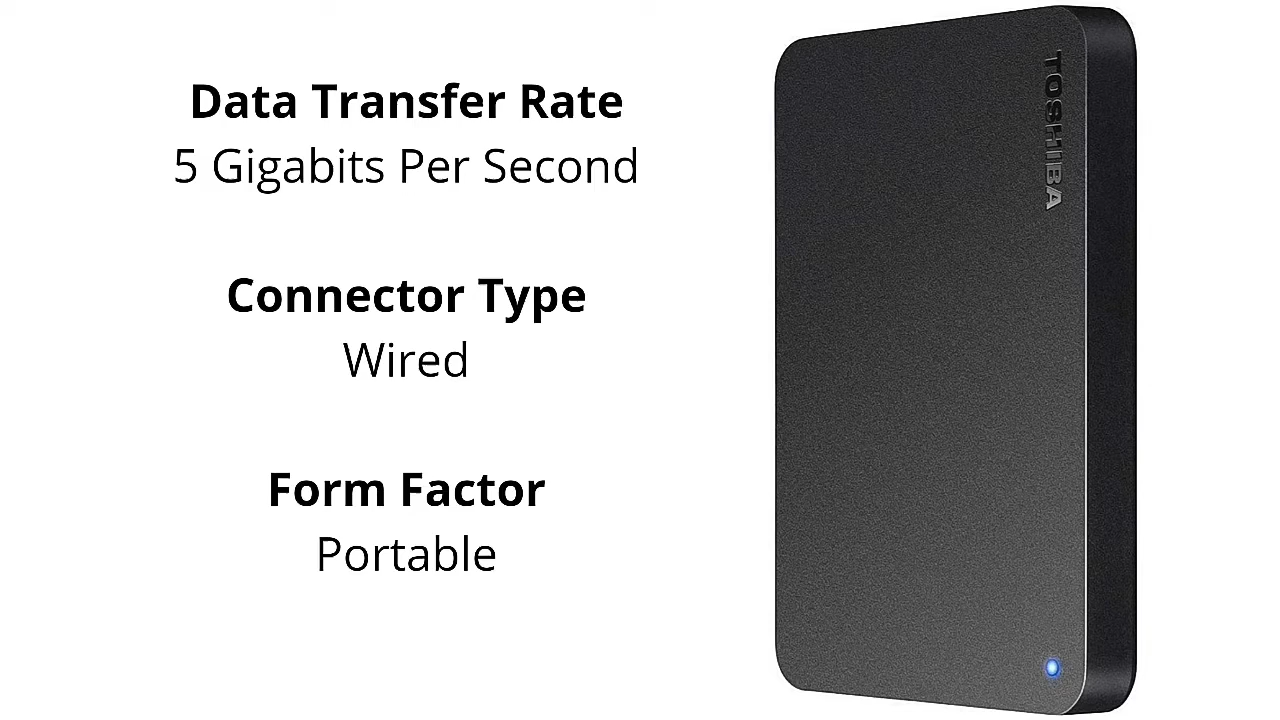 Data Transfer Rate
5 Gigabits Per Second
Connector Type
Wired
Form Factor
Portable
TOSHIBA